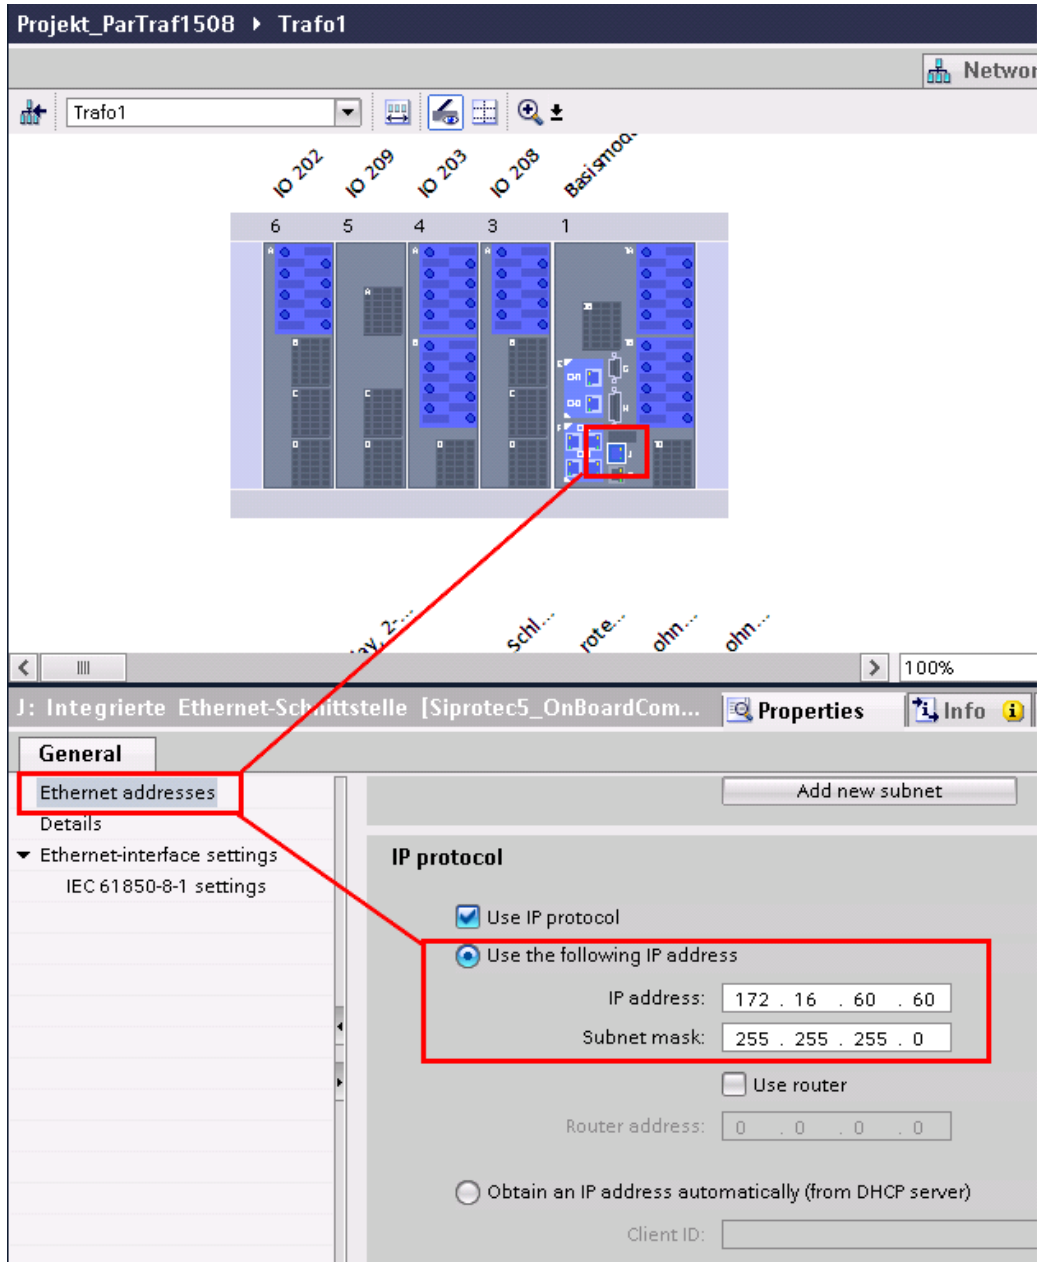 Projekt_ParTraf1508 ▸ Trafo1
Networ
Trafo1
IO 202
IO 209
IO 203
IO 208
Basismod
6 5 4 3 1
ay, 2-...
schl...
rote...
ohn...
ohn...
100%
J: Integrierte Ethernet-Schnittstelle [Siprotec5_OnBoardCom...
Properties
Info
General
Ethernet addresses
Add new subnet
Details
Ethernet-interface settings
IP protocol
IEC 61850-8-1 settings
Use IP protocol
Use the following IP address
IP address: 172 . 16 . 60 . 60
Subnet mask: 255 . 255 . 255 . 0
Use router
Router address: 0 . 0 . 0 . 0
Obtain an IP address automatically (from DHCP server)
Client ID: